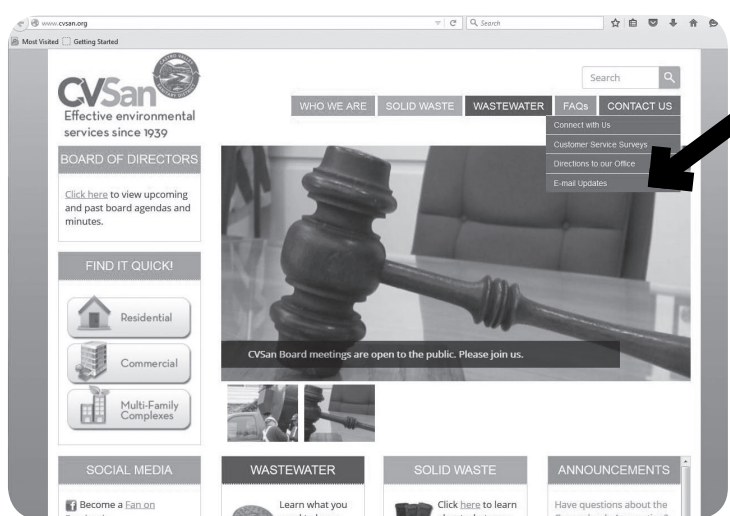 www.cvsan.org
Search
Most Visited Getting Started
CASTRO VALLEY
SANITARY DISTRICT
CVSan
Effective environmental
services since 1939
Search
WHO WE ARE
SOLID WASTE
WASTEWATER
FAQs
CONTACT US
Connect with Us
Customer Service Surveys
Directions to our Office
E-mail Updates
BOARD OF DIRECTORS
Click here to view upcoming
and past board agendas and
minutes.
FIND IT QUICK!
Residential
Commercial
Multi-Family
Complexes
CVSan Board meetings are open to the public. Please join us.
SOCIAL MEDIA
Become a Fan on
WASTEWATER
Learn what you
SOLID WASTE
Click here to learn
ANNOUNCEMENTS
Have questions about the